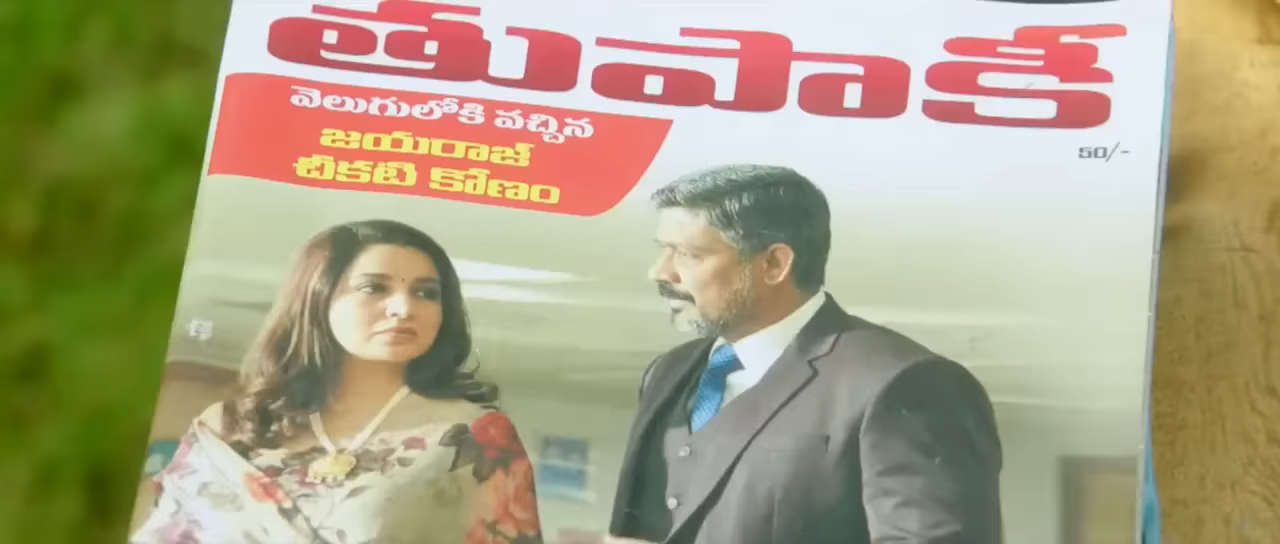 తుపాకీ
వెలుగులోకి వచ్చిన
జయరాజ్
చీకటి కోణం
50/-